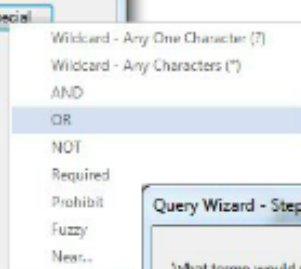 Wildcard - Any One Character (?)
Wildcard - Any Characters (*)
AND
OR
NOT
Required
Prohibit
Query Wizard - Step
Fuzzy
Near...
What terms would